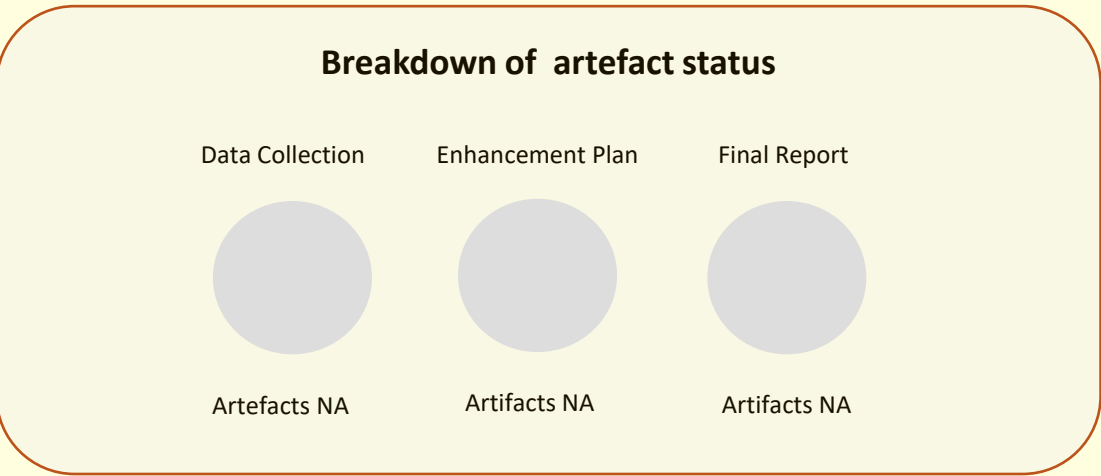 Breakdown of  artefact status
Data Collection
Enhancement Plan
Final Report
Artefacts NA
Artifacts NA
Artifacts NA